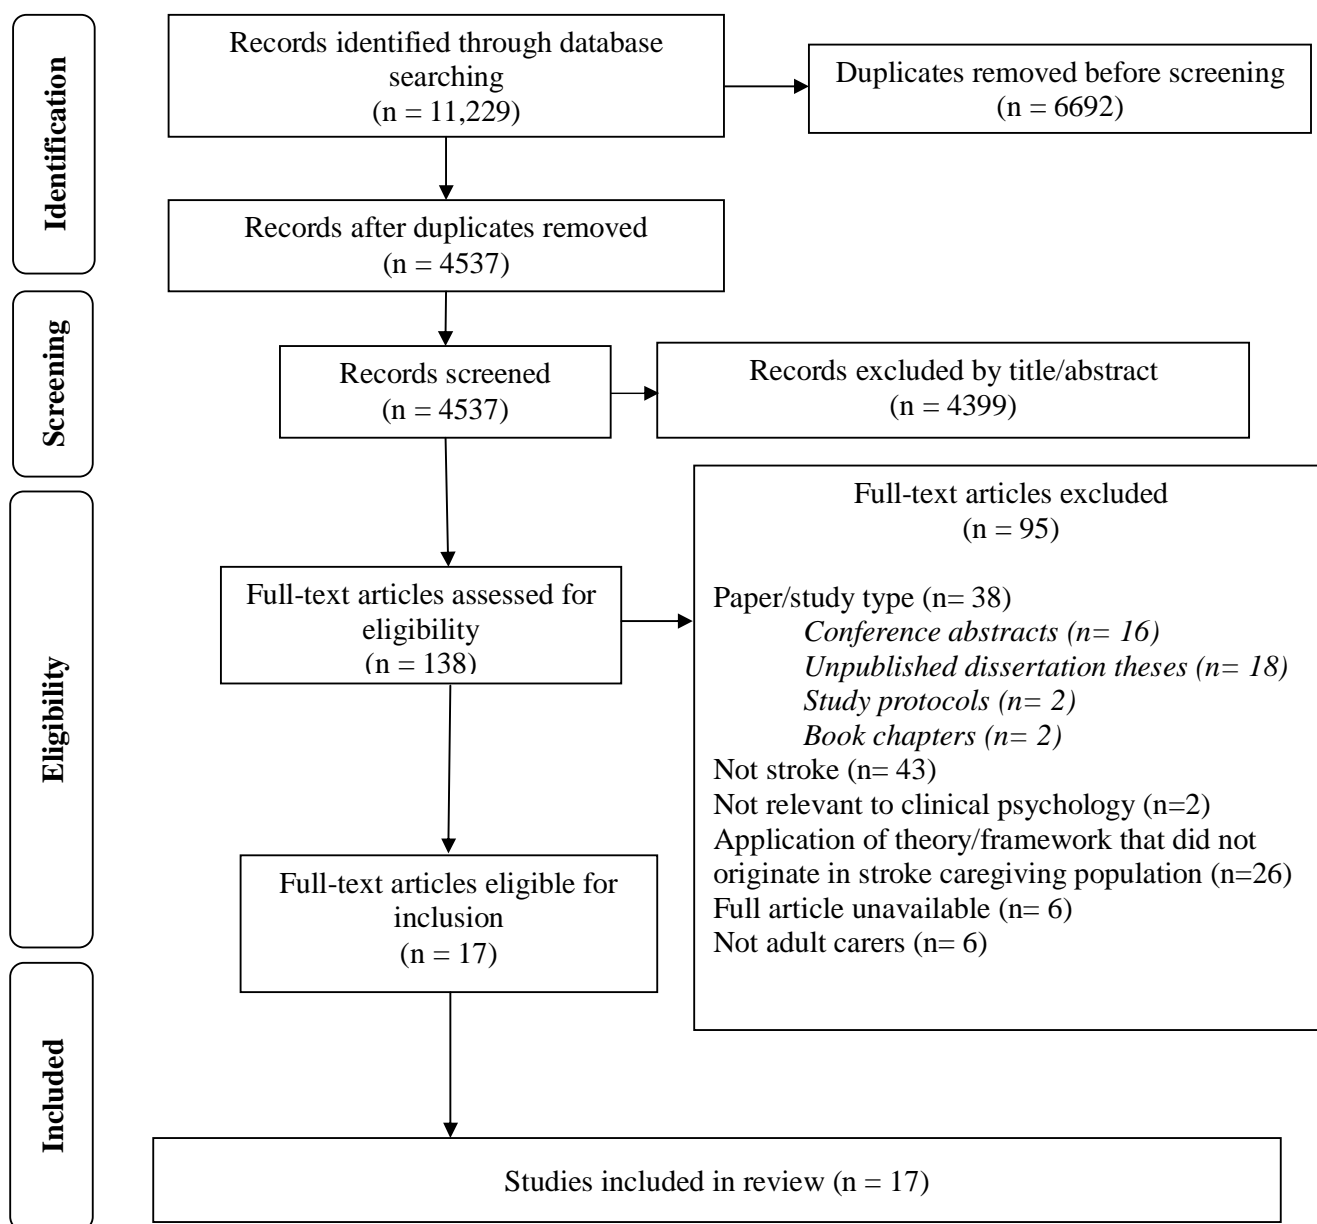 Identification
Records identified through database
searching
(n = 11,229)
Duplicates removed before screening
(n = 6692)
Records after duplicates removed
(n = 4537)
Screening
Records screened
(n = 4537)
Records excluded by title/abstract
(n = 4399)
Eligibility
Full-text articles assessed for
eligibility
(n = 138)
Full-text articles excluded
(n = 95)
Paper/study type (n= 38)
Conference abstracts (n= 16)
Unpublished dissertation theses (n= 18)
Study protocols (n= 2)
Book chapters (n= 2)
Not stroke (n= 43)
Not relevant to clinical psychology (n=2)
Application of theory/framework that did not
originate in stroke caregiving population (n=26)
Full article unavailable (n= 6)
Not adult carers (n= 6)
Full-text articles eligible for
inclusion
(n = 17)
Included
Studies included in review (n = 17)